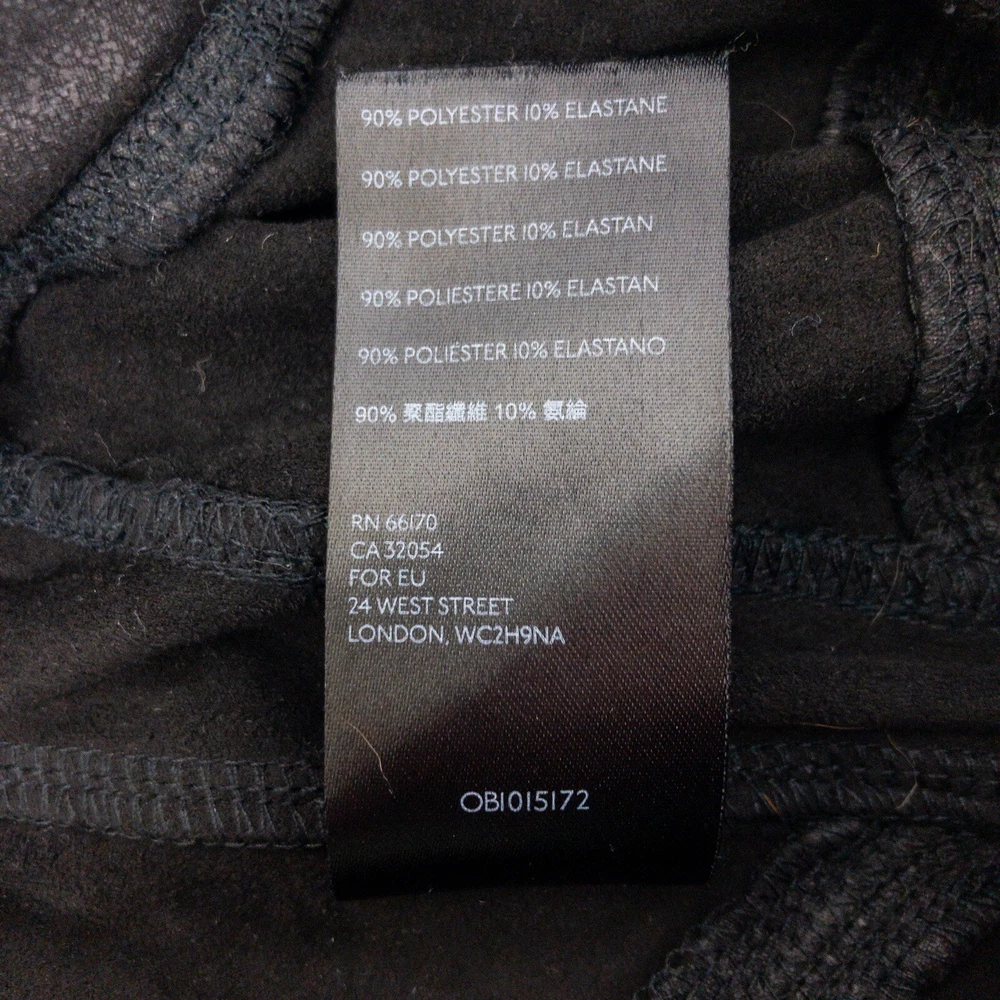 90% POLYESTER 10% ELASTANE
90% POLYESTER 10% ELASTANE
90% POLYESTER 10% ELASTAN
90% POLIESTERE 10% ELASTAN
90% POLIÉSTER 10% ELASTANO
90% 聚酯纖維 10% 氨綸
RN 66170
CA 32054
FOR EU
24 WEST STREET
LONDON, WC2H9NA
OB1015172